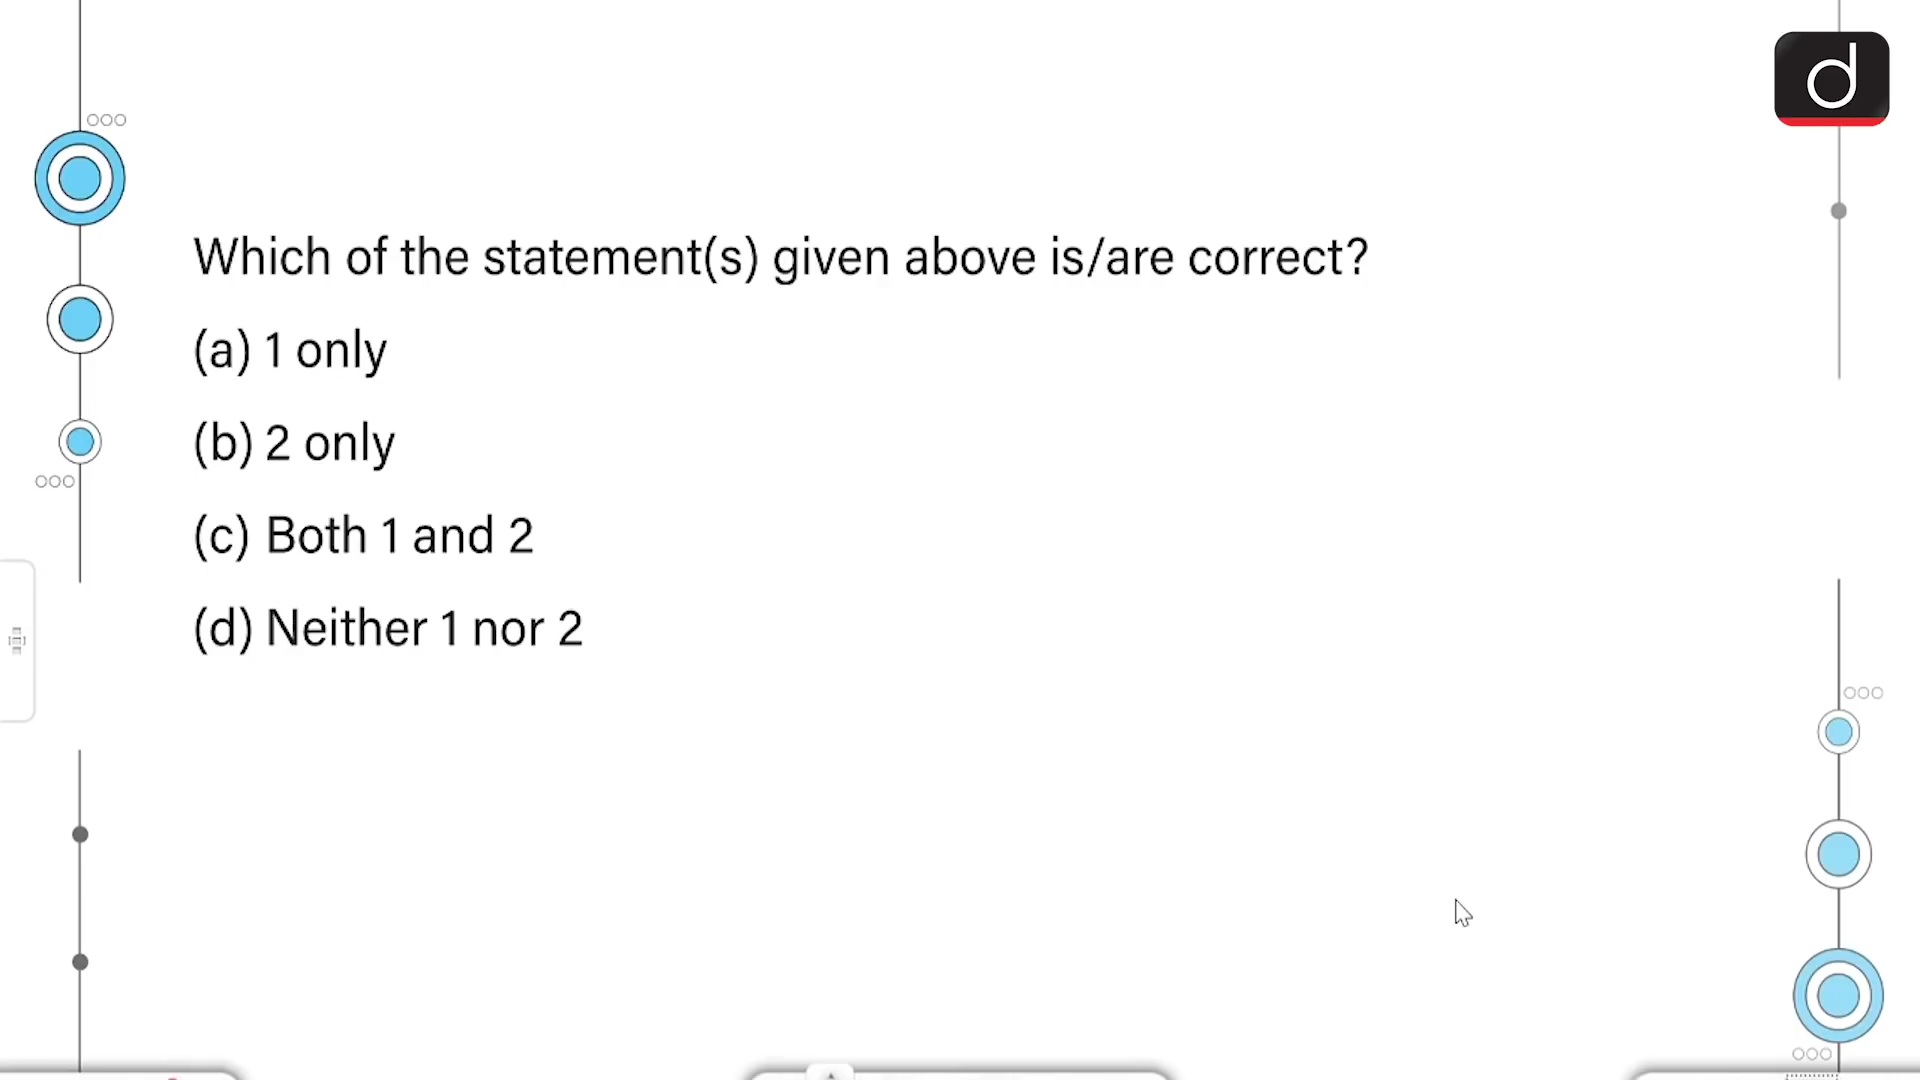 d
Which of the statement(s) given above is/are correct?
(a) 1 only
(b) 2 only
(c) Both 1 and 2
(d) Neither 1 nor 2